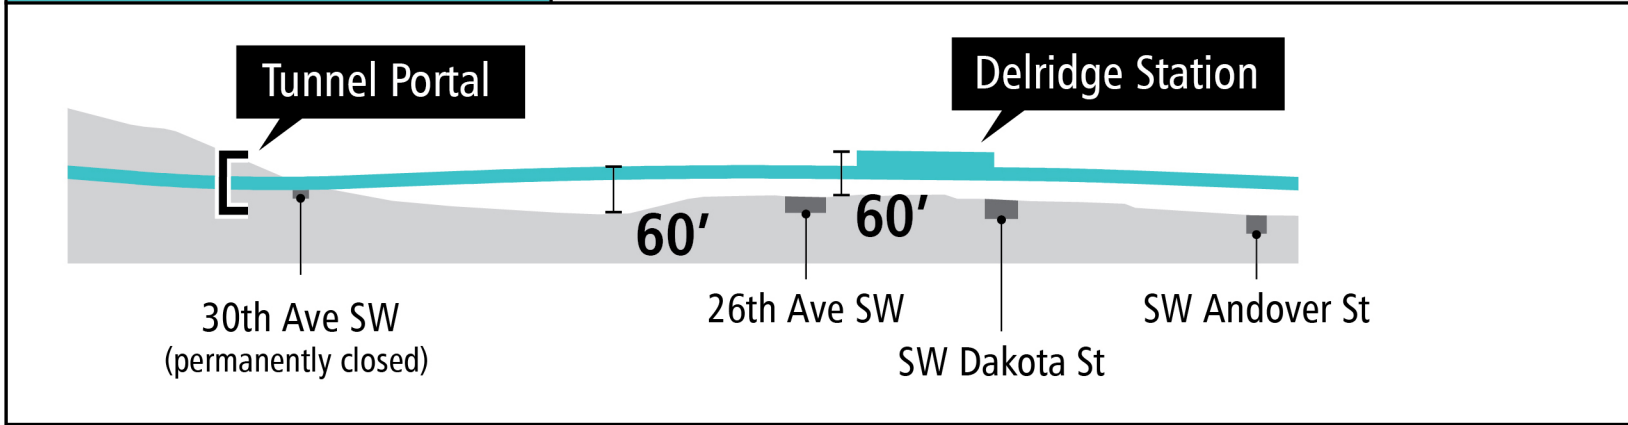 Tunnel Portal
Delridge Station
60’
60’
30th Ave SW
(permanently closed)
26th Ave SW
SW Dakota St
SW Andover St